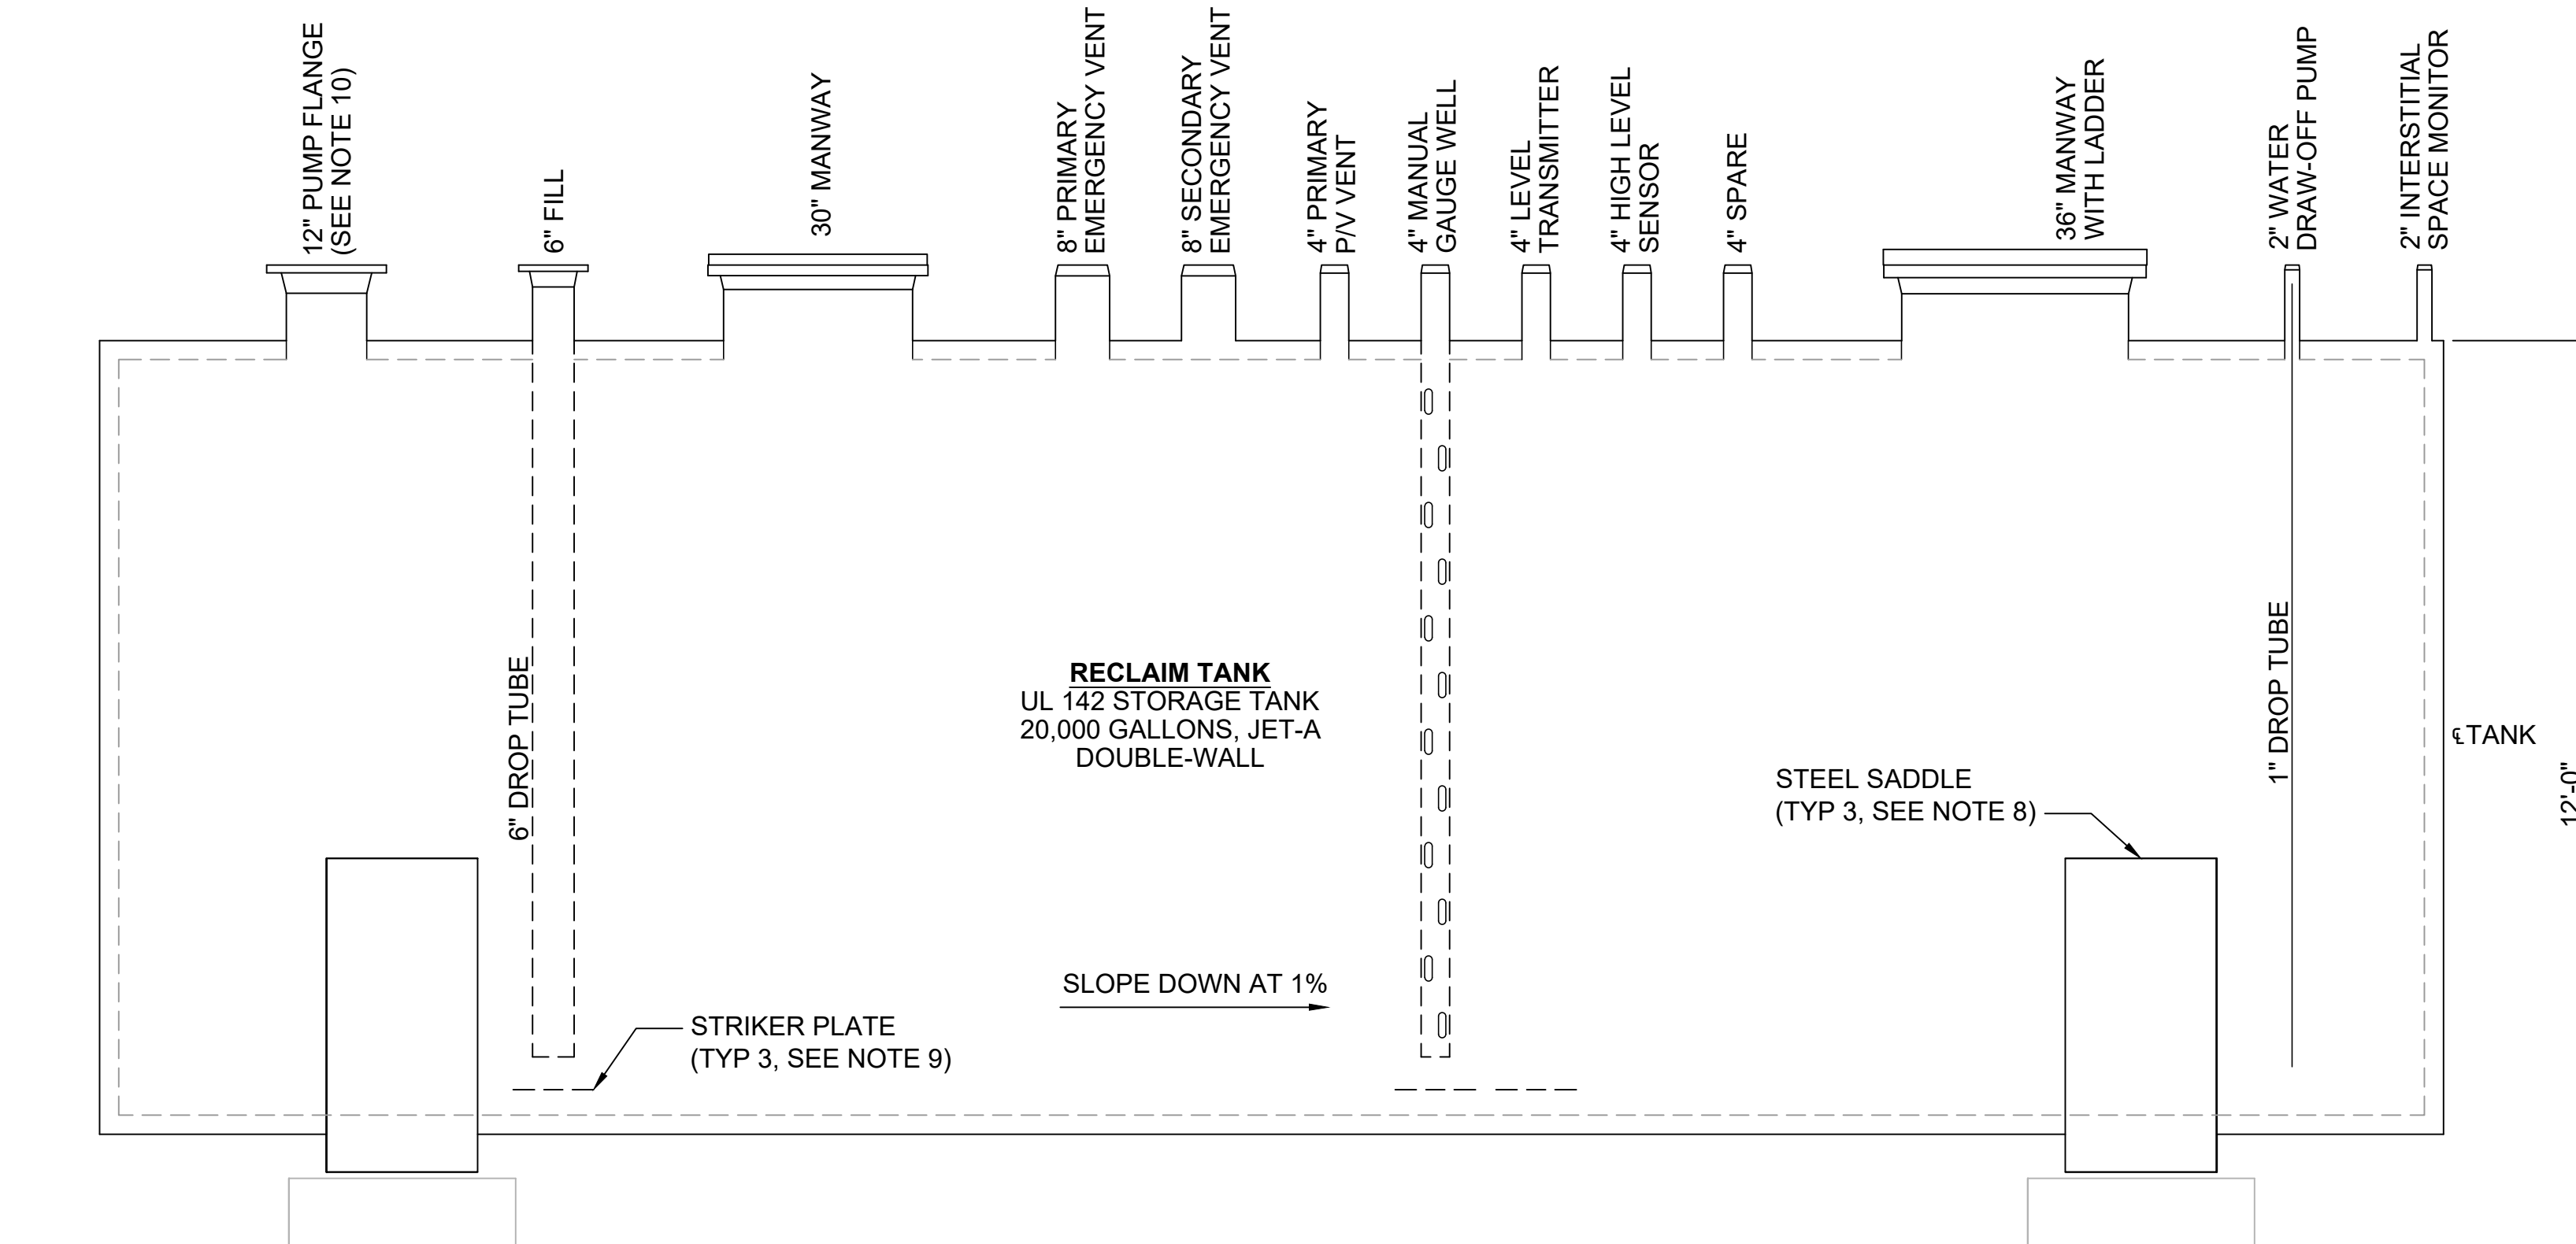 12" PUMP FLANGE
(SEE NOTE 10)
6" FILL
30" MANWAY
8" PRIMARY
EMERGENCY VENT
8" SECONDARY
EMERGENCY VENT
4" PRIMARY
P/V VENT
4" MANUAL
GAUGE WELL
4" LEVEL
TRANSMITTER
4" HIGH LEVEL
SENSOR
4" SPARE
36" MANWAY
WITH LADDER
2" WATER
DRAW-OFF PUMP
2" INTERSTITIAL
SPACE MONITOR
6" DROP TUBE
RECLAIM TANK
UL 142 STORAGE TANK
20,000 GALLONS, JET-A
DOUBLE-WALL
1" DROP TUBE
℄ TANK
12'-0"
STEEL SADDLE
(TYP 3, SEE NOTE 8)
SLOPE DOWN AT 1%
STRIKER PLATE
(TYP 3, SEE NOTE 9)